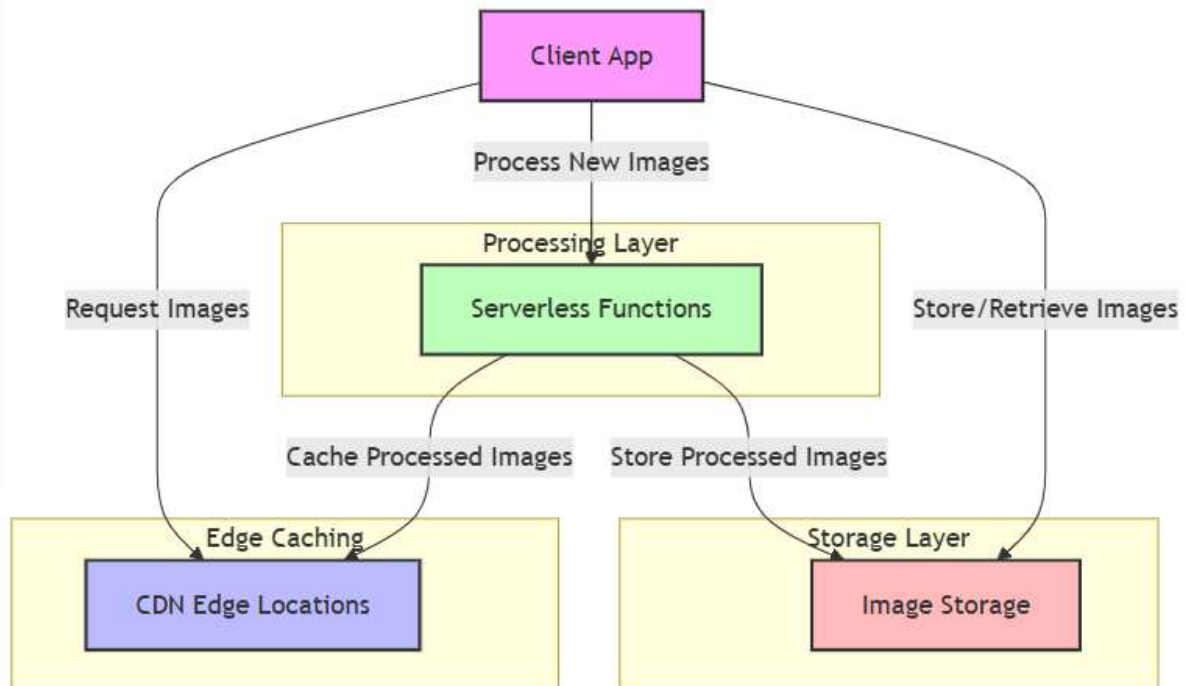 Client App
Process New Images
Processing Layer
Serverless Functions
Request Images
Store/Retrieve Images
Cache Processed Images
Store Processed Images
Edge Caching
Storage Layer
CDN Edge Locations
Image Storage